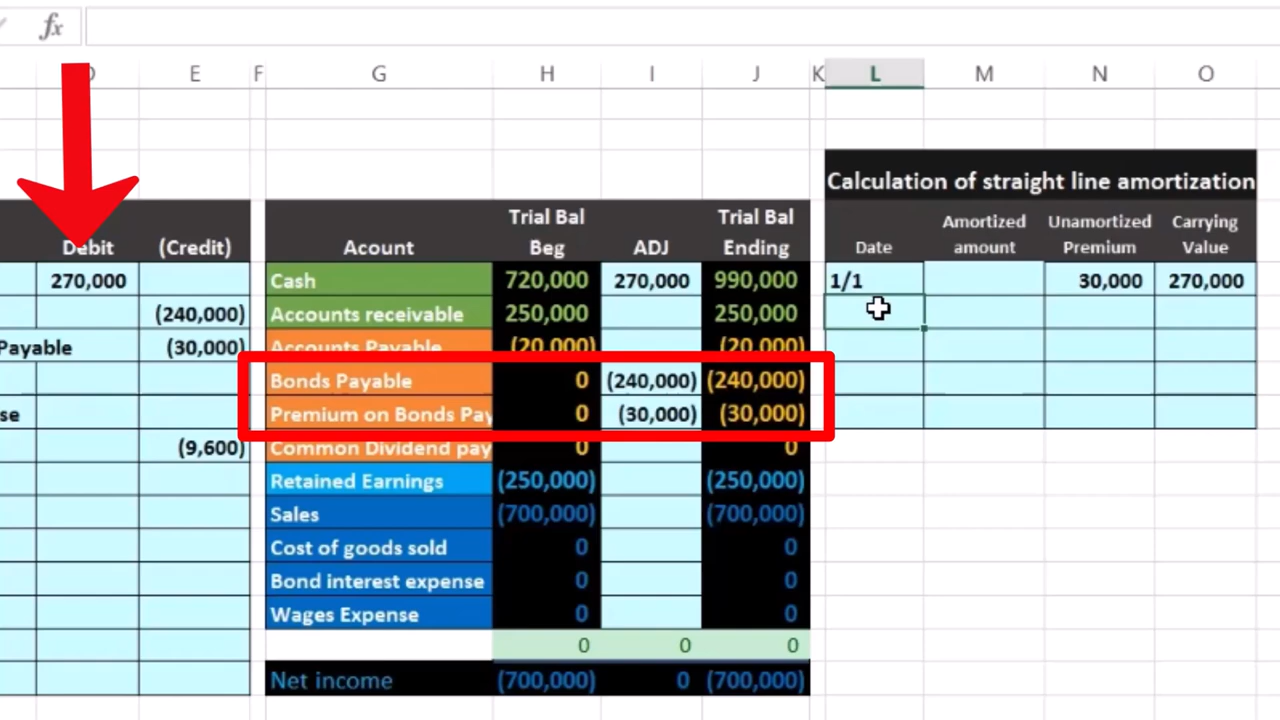 fx
D E F G H I J K L M N O
Calculation of straight line amortization
Trial Bal Trial Bal Amortized Unamortized Carrying
Debit (Credit) Acount Beg ADJ Ending Date amount Premium Value
270,000 Cash 720,000 270,000 990,000 1/1 30,000 270,000
(240,000) Accounts receivable 250,000 250,000
Payable (30,000) Accounts Payable (20,000) (20,000)
Bonds Payable 0 (240,000) (240,000)
se Premium on Bonds Pay 0 (30,000) (30,000)
(9,600) Common Dividend pay 0 0
Retained Earnings (250,000) (250,000)
Sales (700,000) (700,000)
Cost of goods sold 0 0
Bond interest expense 0 0
Wages Expense 0 0
0 0 0
Net income (700,000) 0 (700,000)